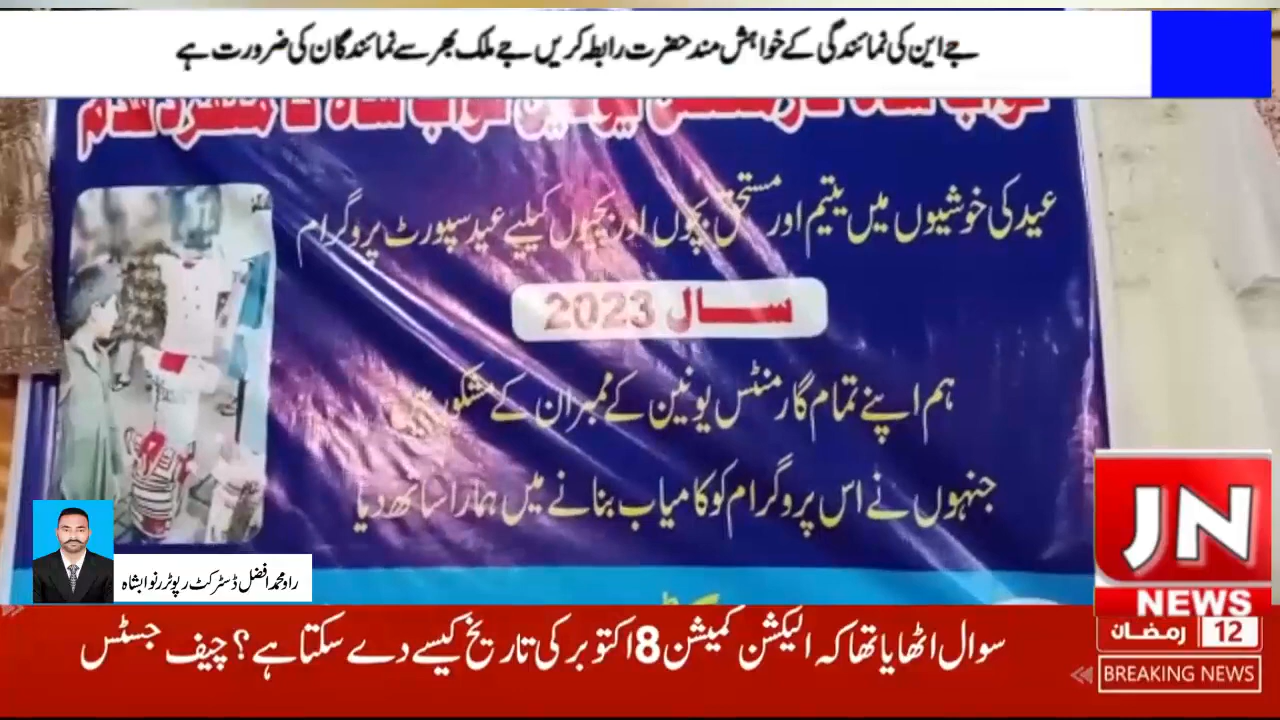 جے این کی نمائندگی کے خواہش مند حضرت رابطہ کریں جے ملک بھر سے نمائندگان کی ضرورت ہے
عید کی خوشیوں میں یتیم اور مستحق بچوں اور بچیوں کیلیے عید سپورٹ پروگرام
سال 2023
ہم اپنے تمام گارمنٹس یونین کے ممبران کے مشکور ہیں
جنہوں نے اس پروگرام کو کامیاب بنانے میں ہمارا ساتھ دیا
راو محمد افضل ڈسٹرکٹ رپوٹر نوابشاہ
JN
NEWS
12 رمضان
سوال اٹھایا تھا کہ الیکشن کمیشن 8 اکتوبر کی تاریخ کیسے دے سکتا ہے؟ چیف جسٹس
BREAKING NEWS